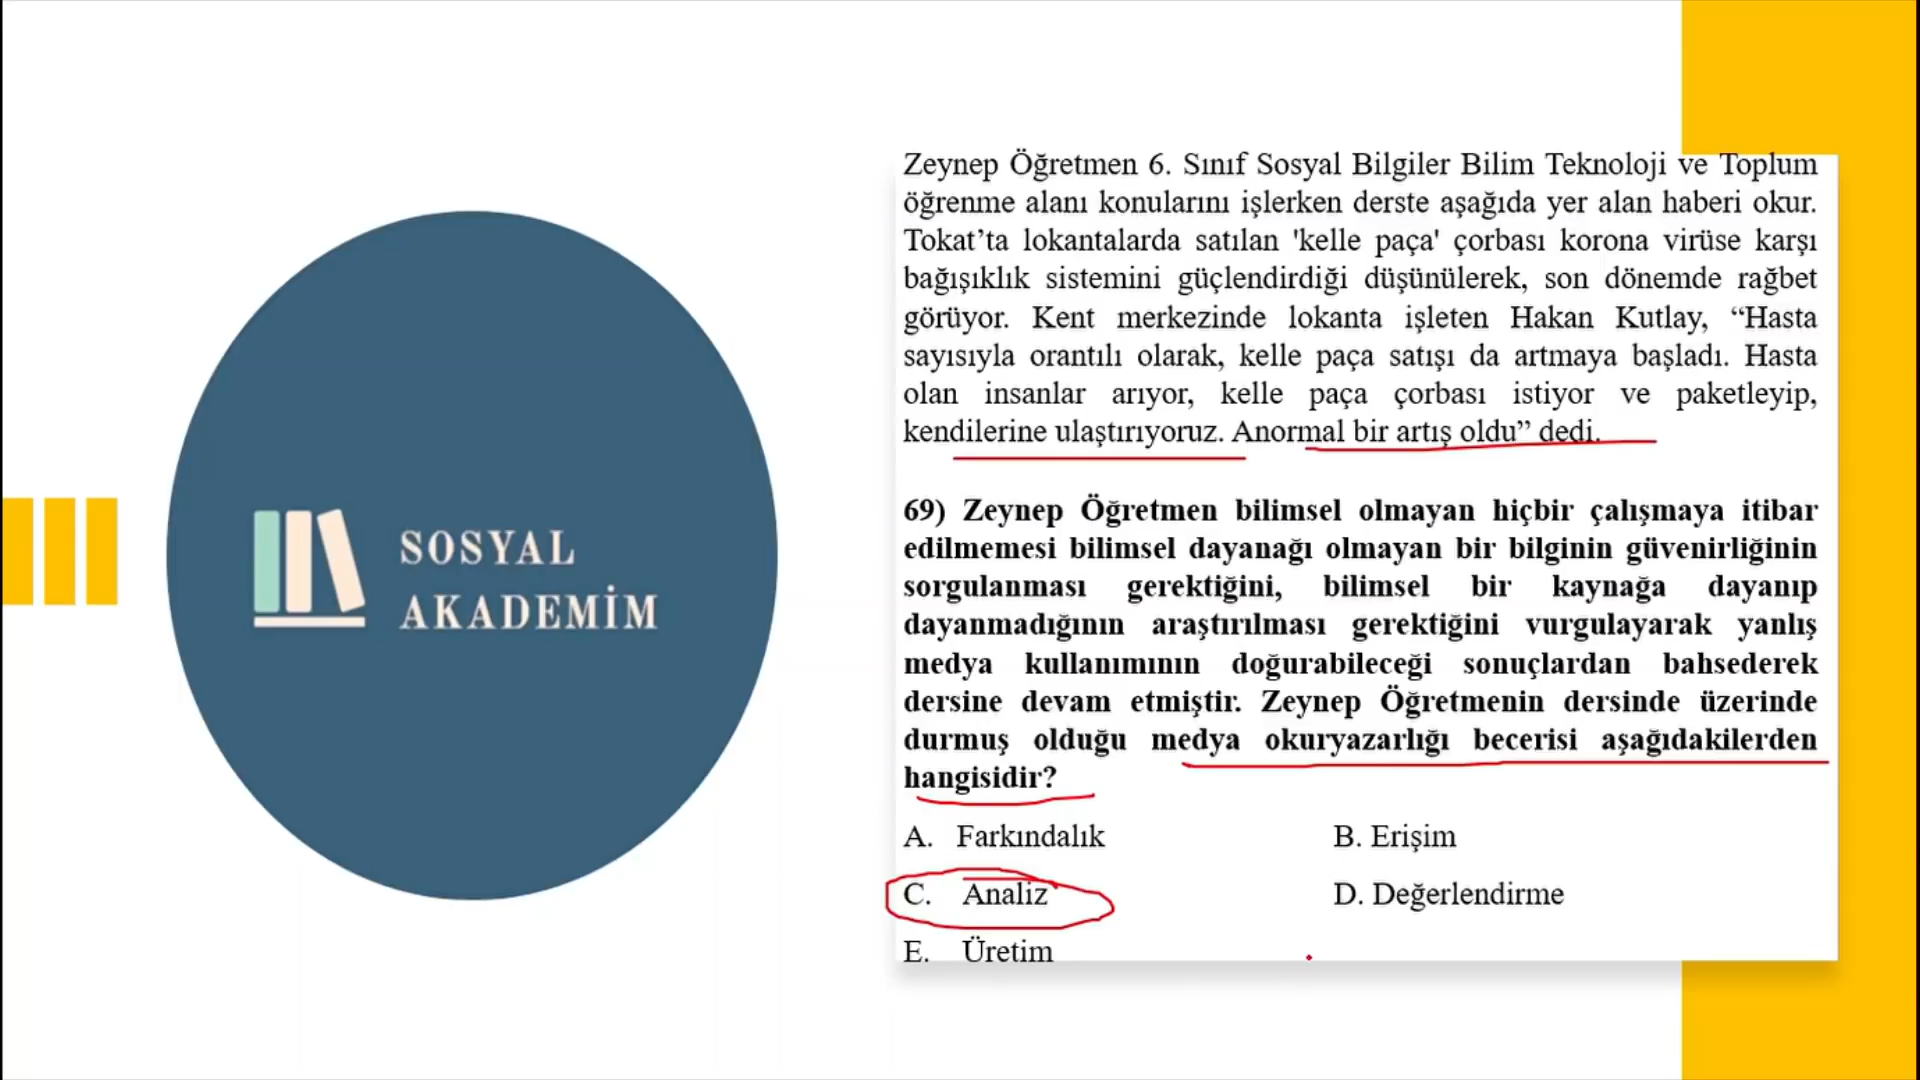 SOSYAL
AKADEMİM
Zeynep Öğretmen 6. Sınıf Sosyal Bilgiler Bilim Teknoloji ve Toplum
öğrenme alanı konularını işlerken derste aşağıda yer alan haberi okur.
Tokat’ta lokantalarda satılan 'kelle paça' çorbası korona virüse karşı
bağışıklık sistemini güçlendirdiği düşünülerek, son dönemde rağbet
görüyor. Kent merkezinde lokanta işleten Hakan Kutlay, “Hasta
sayısıyla orantılı olarak, kelle paça satışı da artmaya başladı. Hasta
olan insanlar arıyor, kelle paça çorbası istiyor ve paketleyip,
kendilerine ulaştırıyoruz. Anormal bir artış oldu” dedi.
69) Zeynep Öğretmen bilimsel olmayan hiçbir çalışmaya itibar
edilmemesi bilimsel dayanağı olmayan bir bilginin güvenirliğinin
sorgulanması gerektiğini, bilimsel bir kaynağa dayanıp
dayanmadığının araştırılması gerektiğini vurgulayarak yanlış
medya kullanımının doğurabileceği sonuçlardan bahsederek
dersine devam etmiştir. Zeynep Öğretmenin dersinde üzerinde
durmuş olduğu medya okuryazarlığı becerisi aşağıdakilerden
hangisidir?
A. Farkındalık B. Erişim
C. Analiz D. Değerlendirme
E. Üretim